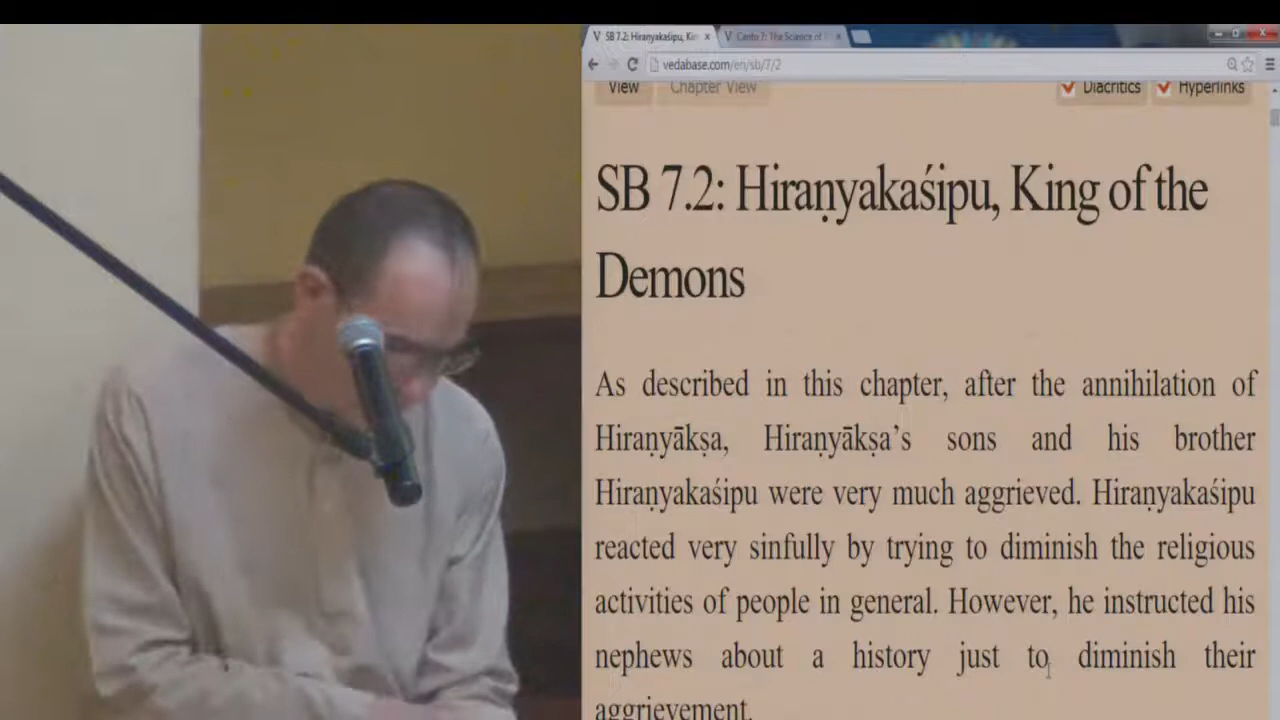 SB 7.2: Hiraṇyakaśipu, Kin
Canto 7: The Science of
vedabase.com/en/sb/7/2
View Chapter View Diacritics Hyperlinks
SB 7.2: Hiraṇyakaśipu, King of the
Demons
As described in this chapter, after the annihilation of
Hiraṇyākṣa, Hiraṇyākṣa’s sons and his brother
Hiraṇyakaśipu were very much aggrieved. Hiraṇyakaśipu
reacted very sinfully by trying to diminish the religious
activities of people in general. However, he instructed his
nephews about a history just to diminish their
aggrievement.